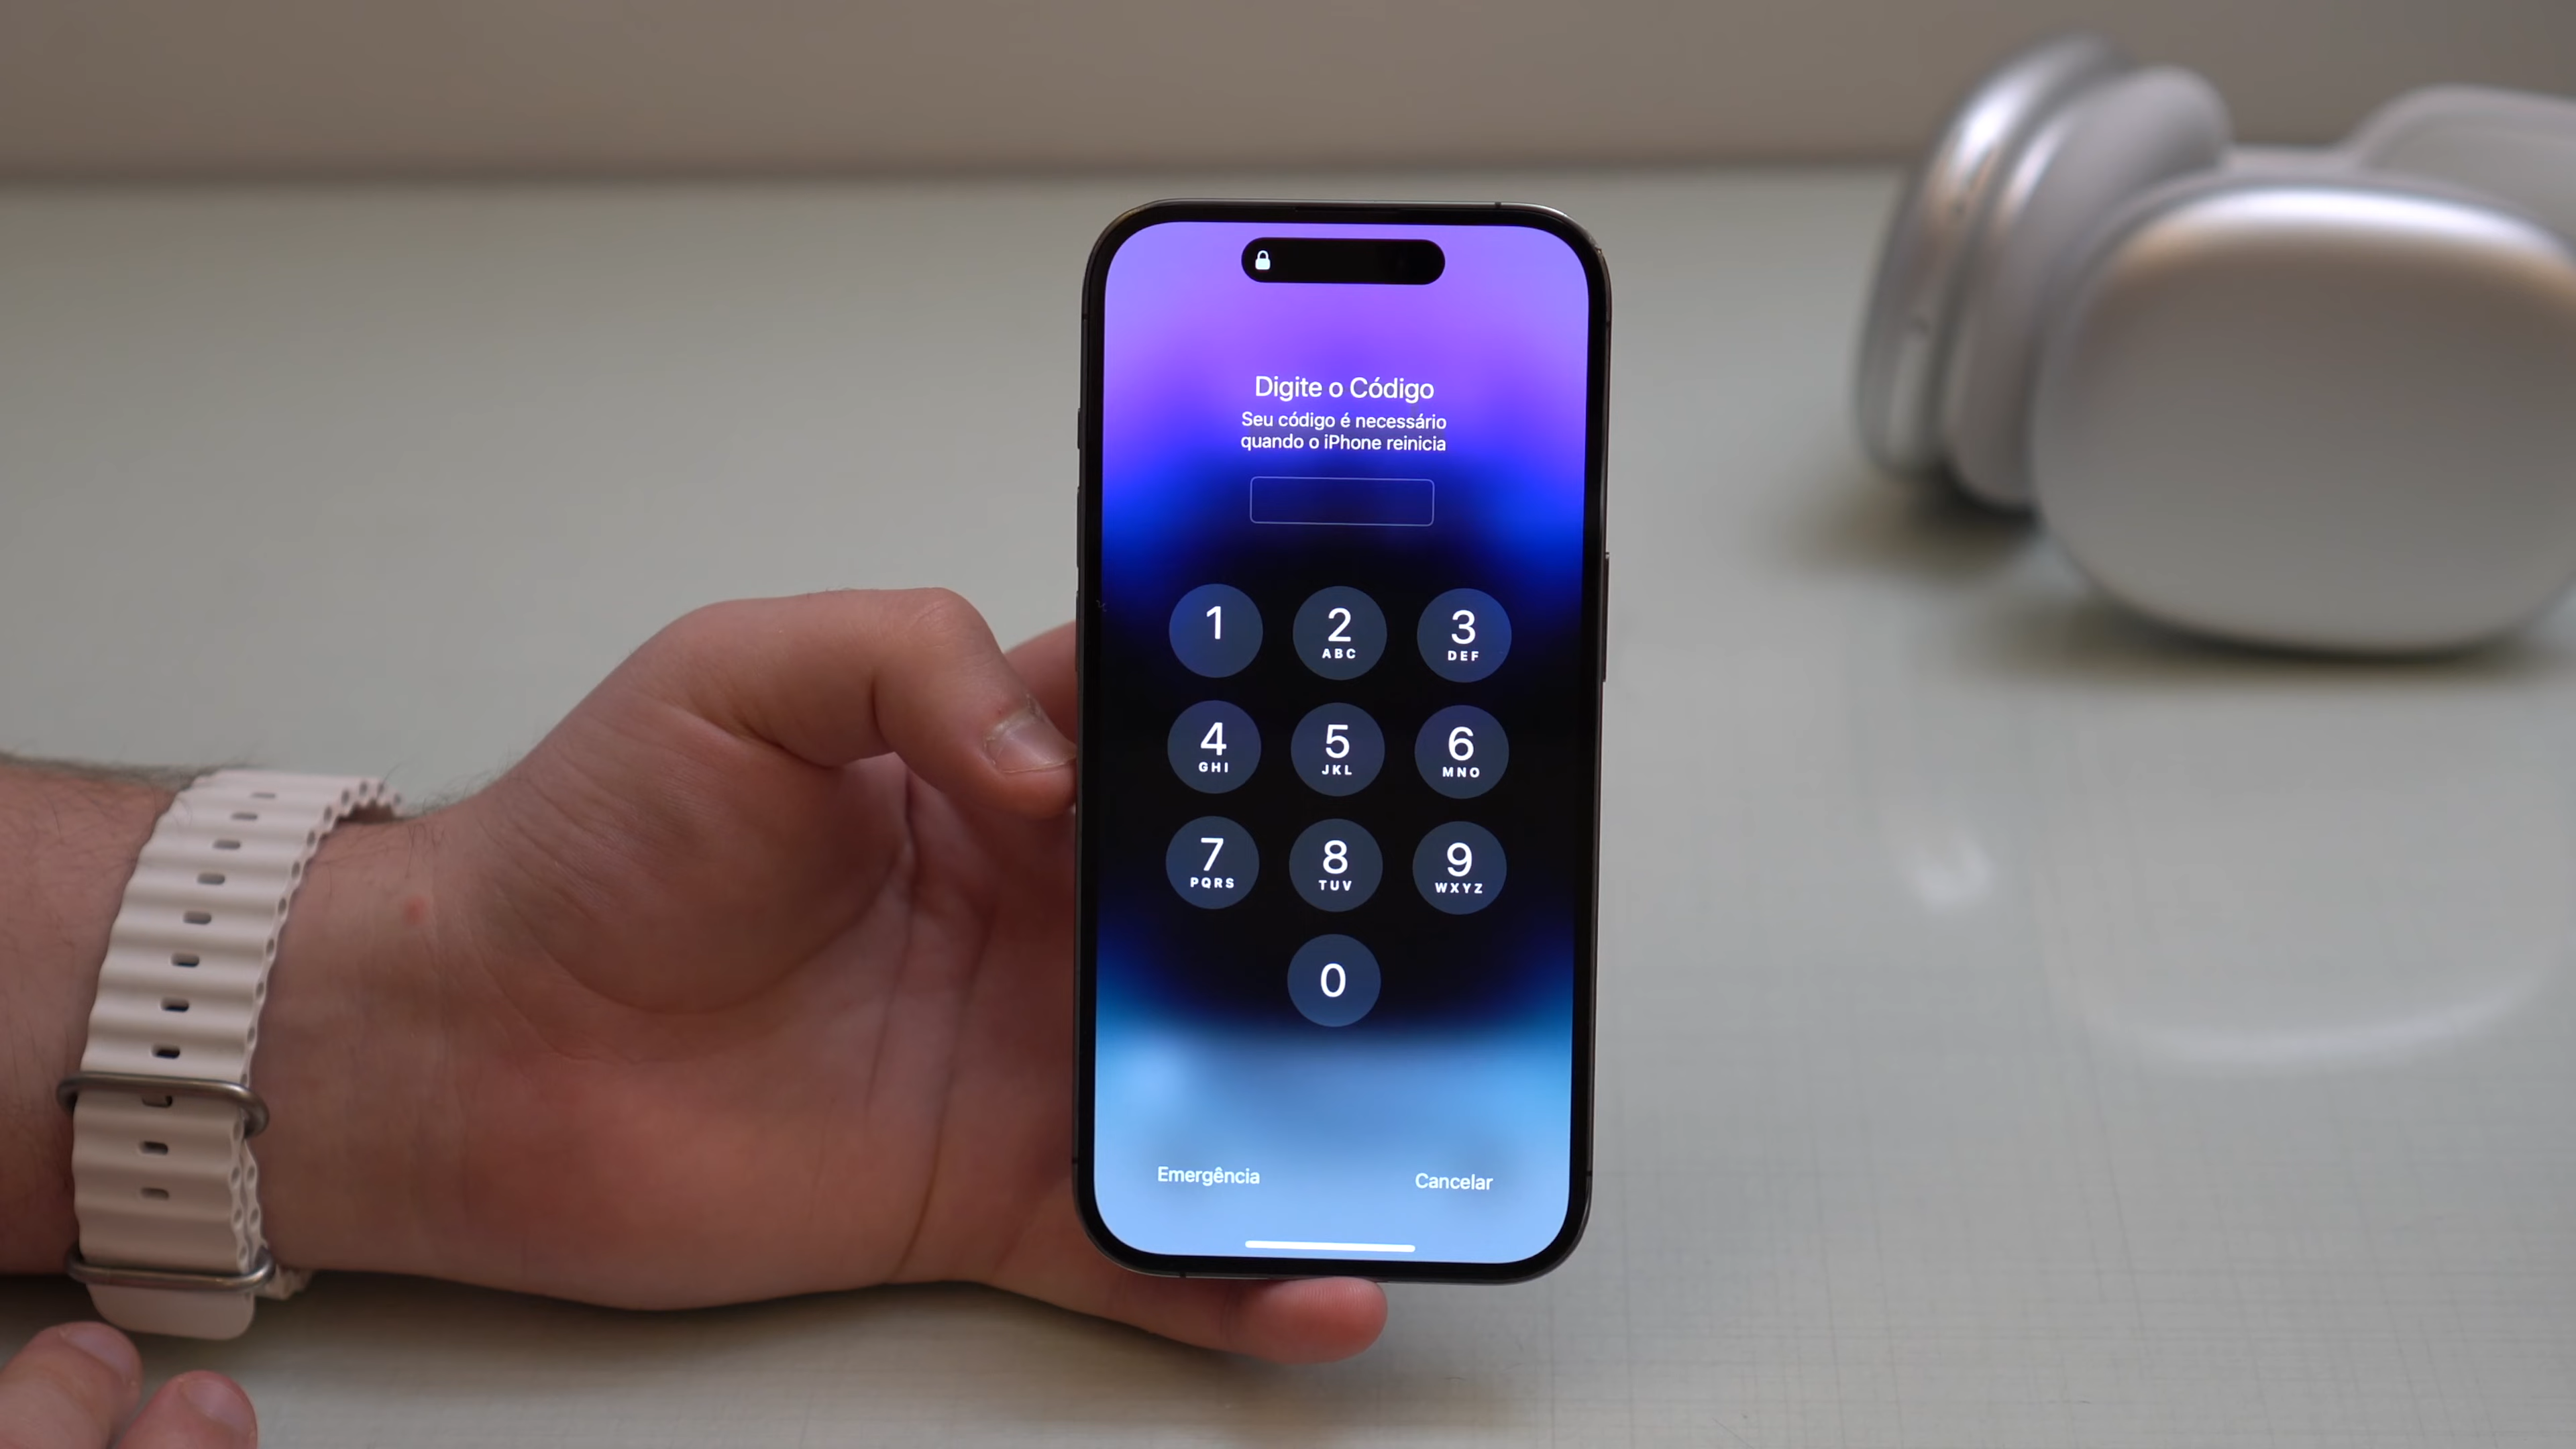 Digite o Código
Seu código é necessário
quando o iPhone reinicia
1 2 3
ABC DEF
4 5 6
GHI JKL MNO
7 8 9
PQRS TUV WXYZ
0
Emergência Cancelar